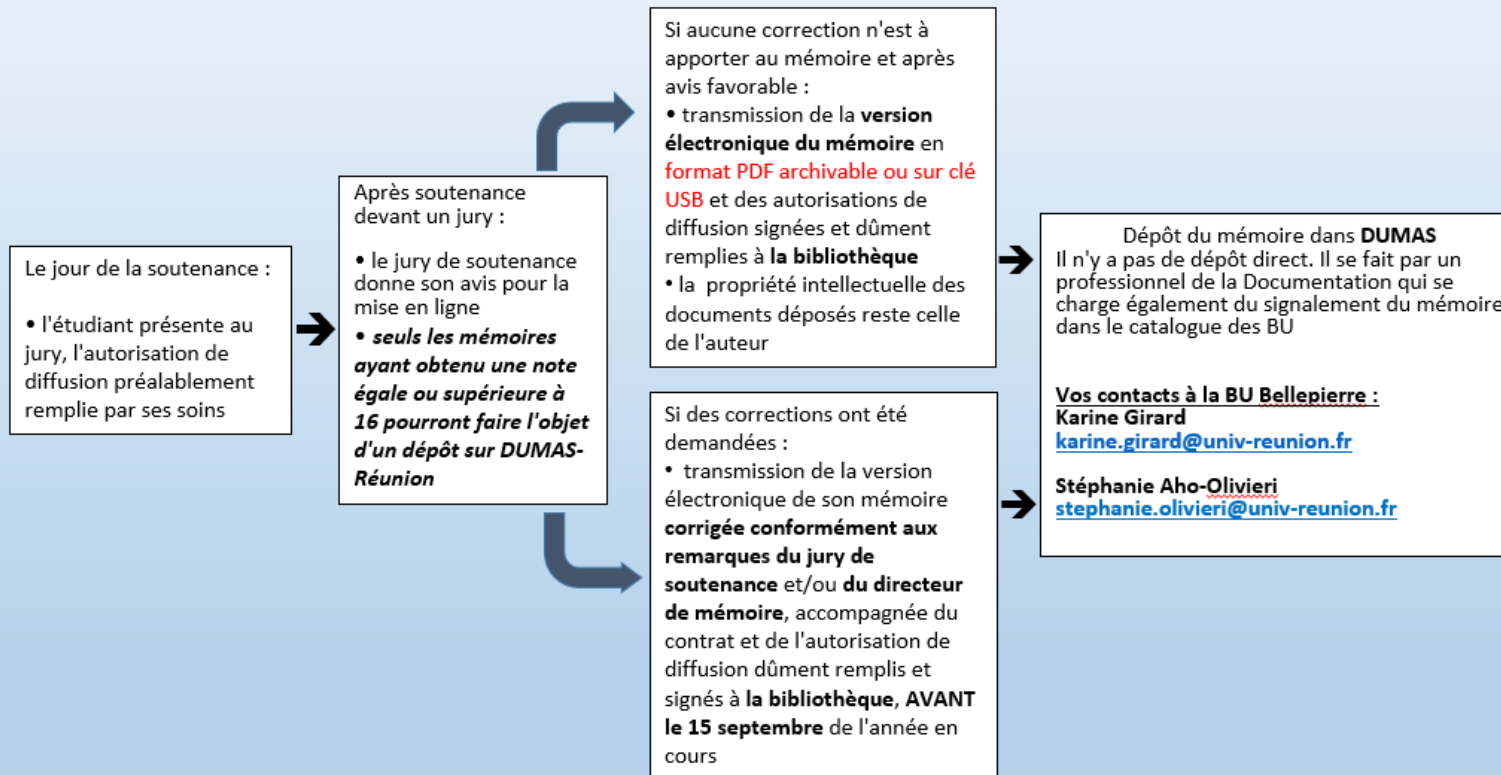 Le jour de la soutenance :
• l'étudiant présente au
jury, l'autorisation de
diffusion préalablement
remplie par ses soins
Après soutenance
devant un jury :
• le jury de soutenance
donne son avis pour la
mise en ligne
• seuls les mémoires
ayant obtenu une note
égale ou supérieure à
16 pourront faire l'objet
d'un dépôt sur DUMAS-
Réunion
Si aucune correction n'est à
apporter au mémoire et après
avis favorable :
• transmission de la version
électronique du mémoire en
format PDF archivable ou sur clé
USB et des autorisations de
diffusion signées et dûment
remplies à la bibliothèque
• la propriété intellectuelle des
documents déposés reste celle
de l'auteur
Si des corrections ont été
demandées :
• transmission de la version
électronique de son mémoire
corrigée conformément aux
remarques du jury de
soutenance et/ou du directeur
de mémoire, accompagnée du
contrat et de l'autorisation de
diffusion dûment remplis et
signés à la bibliothèque, AVANT
le 15 septembre de l'année en
cours
Dépôt du mémoire dans DUMAS
Il n'y a pas de dépôt direct. Il se fait par un
professionnel de la Documentation qui se
charge également du signalement du mémoire
dans le catalogue des BU
Vos contacts à la BU Bellepierre :
Karine Girard
karine.girard@univ-reunion.fr
Stéphanie Aho-Olivieri
stephanie.olivieri@univ-reunion.fr